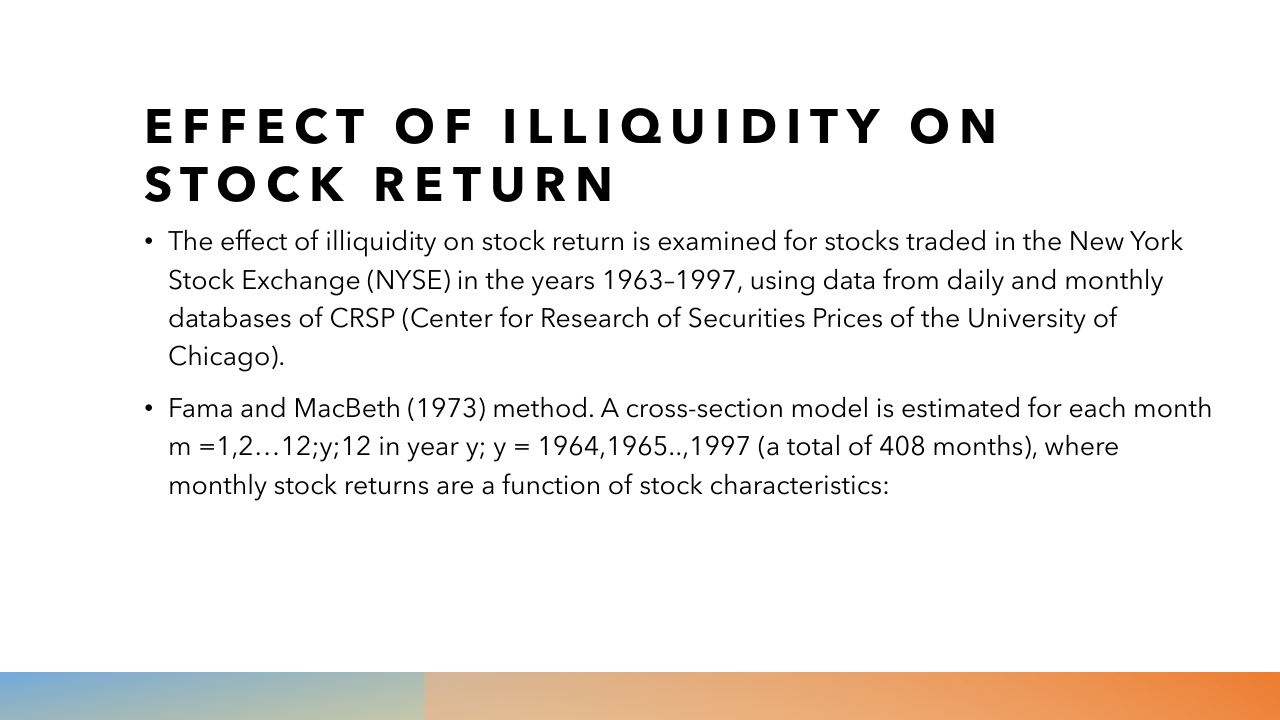 EFFECT OF ILLIQUIDITY ON
STOCK RETURN
• The effect of illiquidity on stock return is examined for stocks traded in the New York
Stock Exchange (NYSE) in the years 1963–1997, using data from daily and monthly
databases of CRSP (Center for Research of Securities Prices of the University of
Chicago).
• Fama and MacBeth (1973) method. A cross-section model is estimated for each month
m =1,2…12;y;12 in year y; y = 1964,1965..,1997 (a total of 408 months), where
monthly stock returns are a function of stock characteristics: